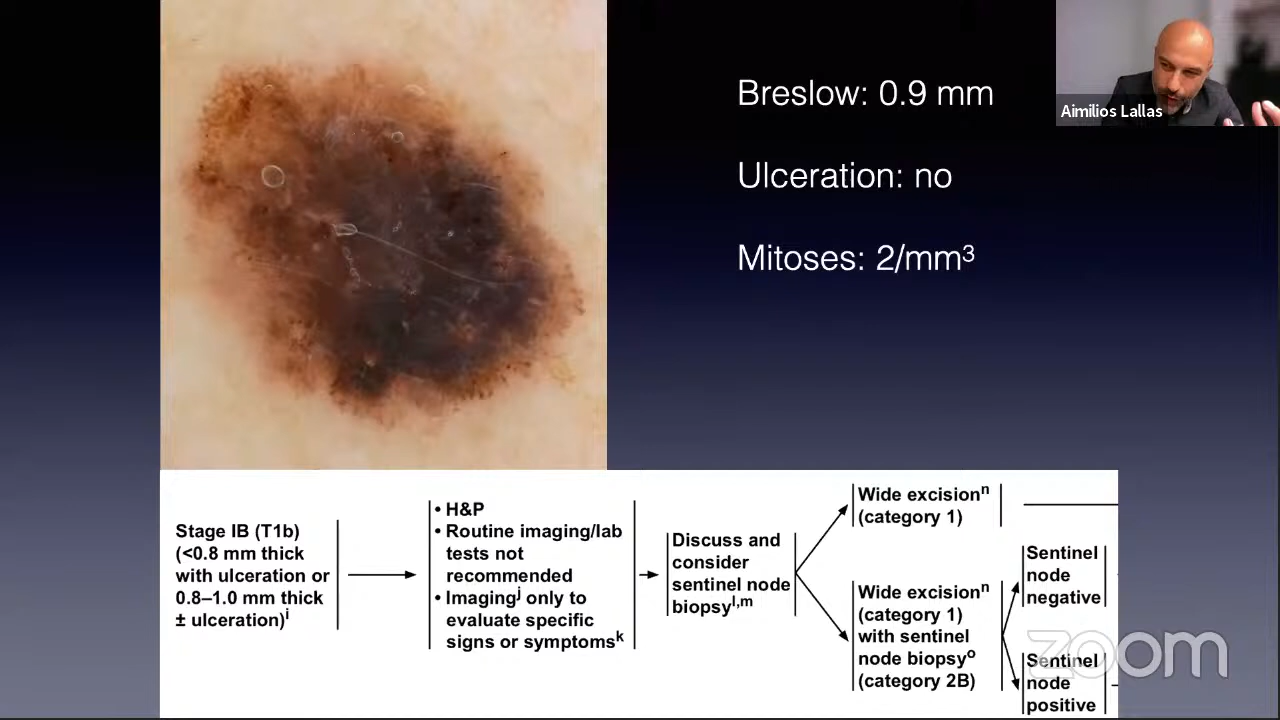 Breslow: 0.9 mm
Aimilios Lallas
Ulceration: no
Mitoses: 2/mm³
Stage IB (T1b)
(<0.8 mm thick
with ulceration or
0.8–1.0 mm thick
± ulceration)ⁱ
• H&P
• Routine imaging/lab
tests not
recommended
• Imagingʲ only to
evaluate specific
signs or symptomsᵏ
Discuss and
consider
sentinel node
biopsyˡ,ᵐ
Wide excisionⁿ
(category 1)
Wide excisionⁿ
(category 1)
with sentinel
node biopsyᵒ
(category 2B)
Sentinel
node
negative
Sentinel
node
positive
zoom